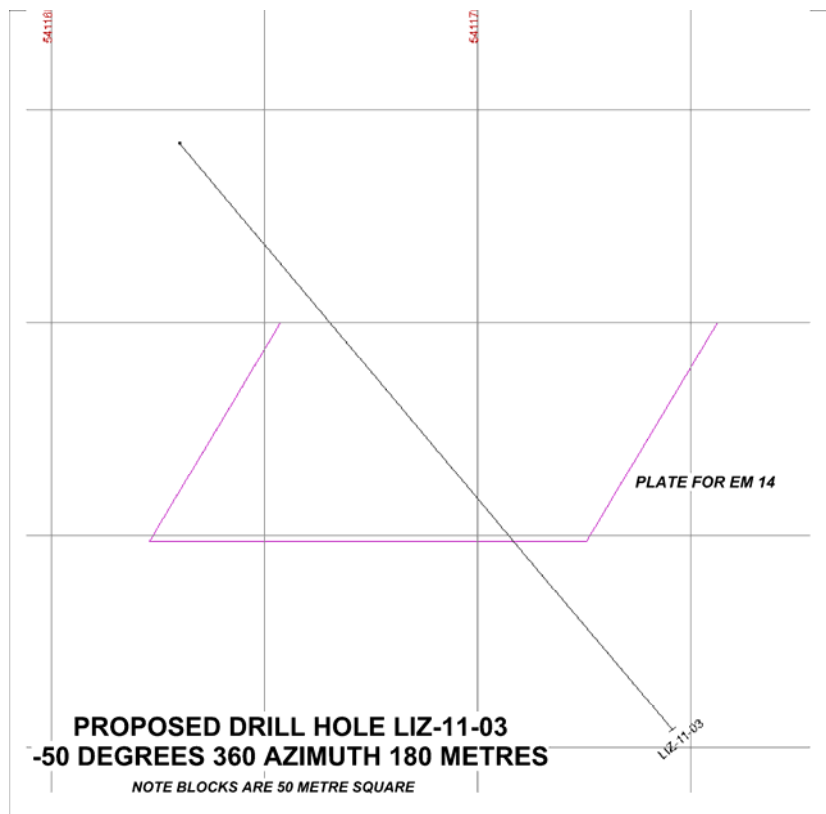 54116
54117
PLATE FOR EM 14
LIZ-11-03
PROPOSED DRILL HOLE LIZ-11-03
-50 DEGREES 360 AZIMUTH 180 METRES
NOTE BLOCKS ARE 50 METRE SQUARE